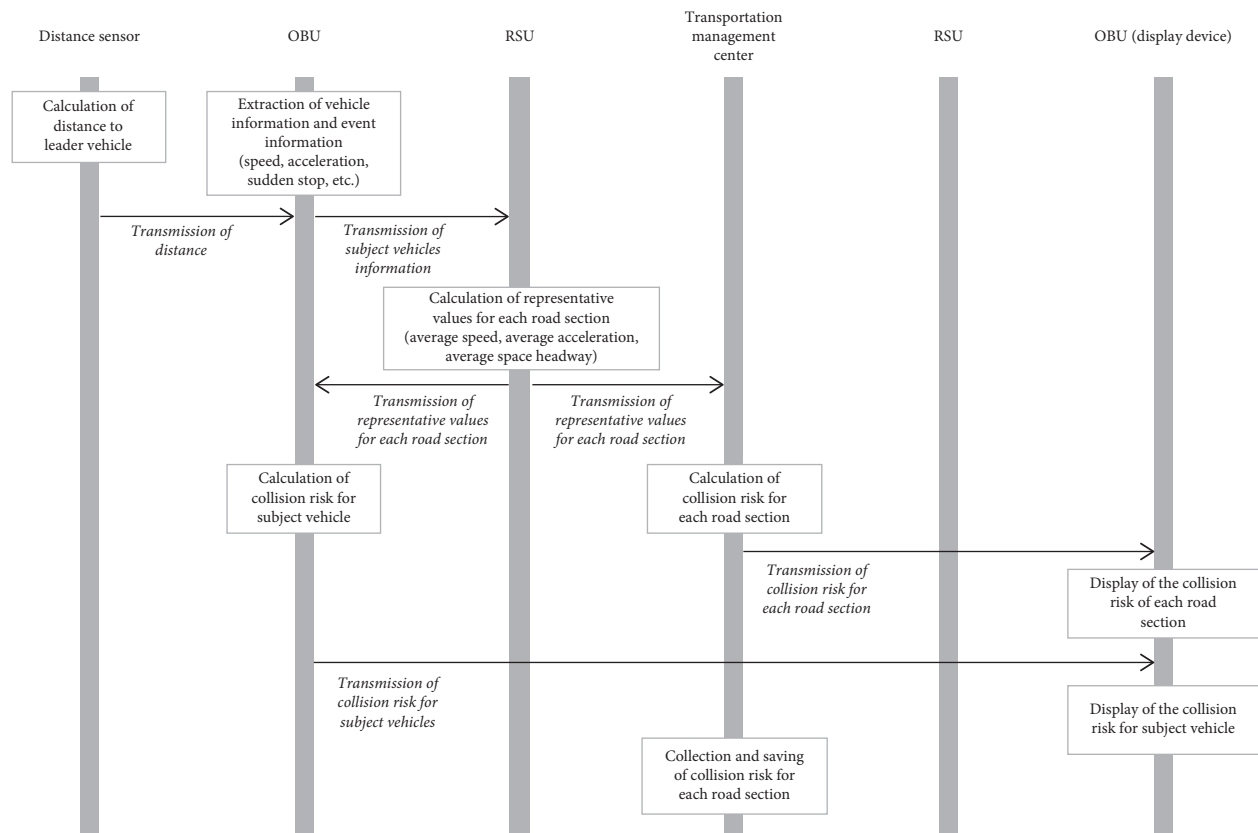 Distance sensor
OBU
RSU
Transportation
management
center
RSU
OBU (display device)
Calculation of
distance to
leader vehicle
Extraction of vehicle
information and event
information
(speed, acceleration,
sudden stop, etc.)
Transmission of
distance
Transmission of
subject vehicles
information
Calculation of representative
values for each road section
(average speed, average acceleration,
average space headway)
Transmission of
representative values
for each road section
Transmission of
representative values
for each road section
Calculation of
collision risk for
subject vehicle
Calculation of
collision risk for
each road section
Transmission of
collision risk for
each road section
Display of the collision
risk of each road
section
Transmission of
collision risk for
subject vehicles
Display of the collision
risk for subject vehicle
Collection and saving
of collision risk for
each road section